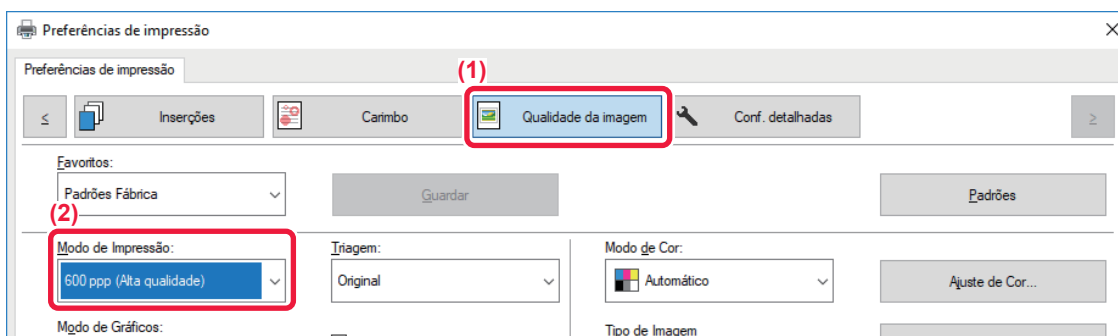 Preferências de impressão
Preferências de impressão
(1)
<
Inserções
Carimbo
Qualidade da imagem
Conf. detalhadas
>
Favoritos:
Padrões Fábrica
Guardar
Padrões
(2)
Modo de Impressão:
Triagem:
Modo de Cor:
600 ppp (Alta qualidade)
Original
Automático
Ajuste de Cor...
Modo de Gráficos:
Tipo de Imagem